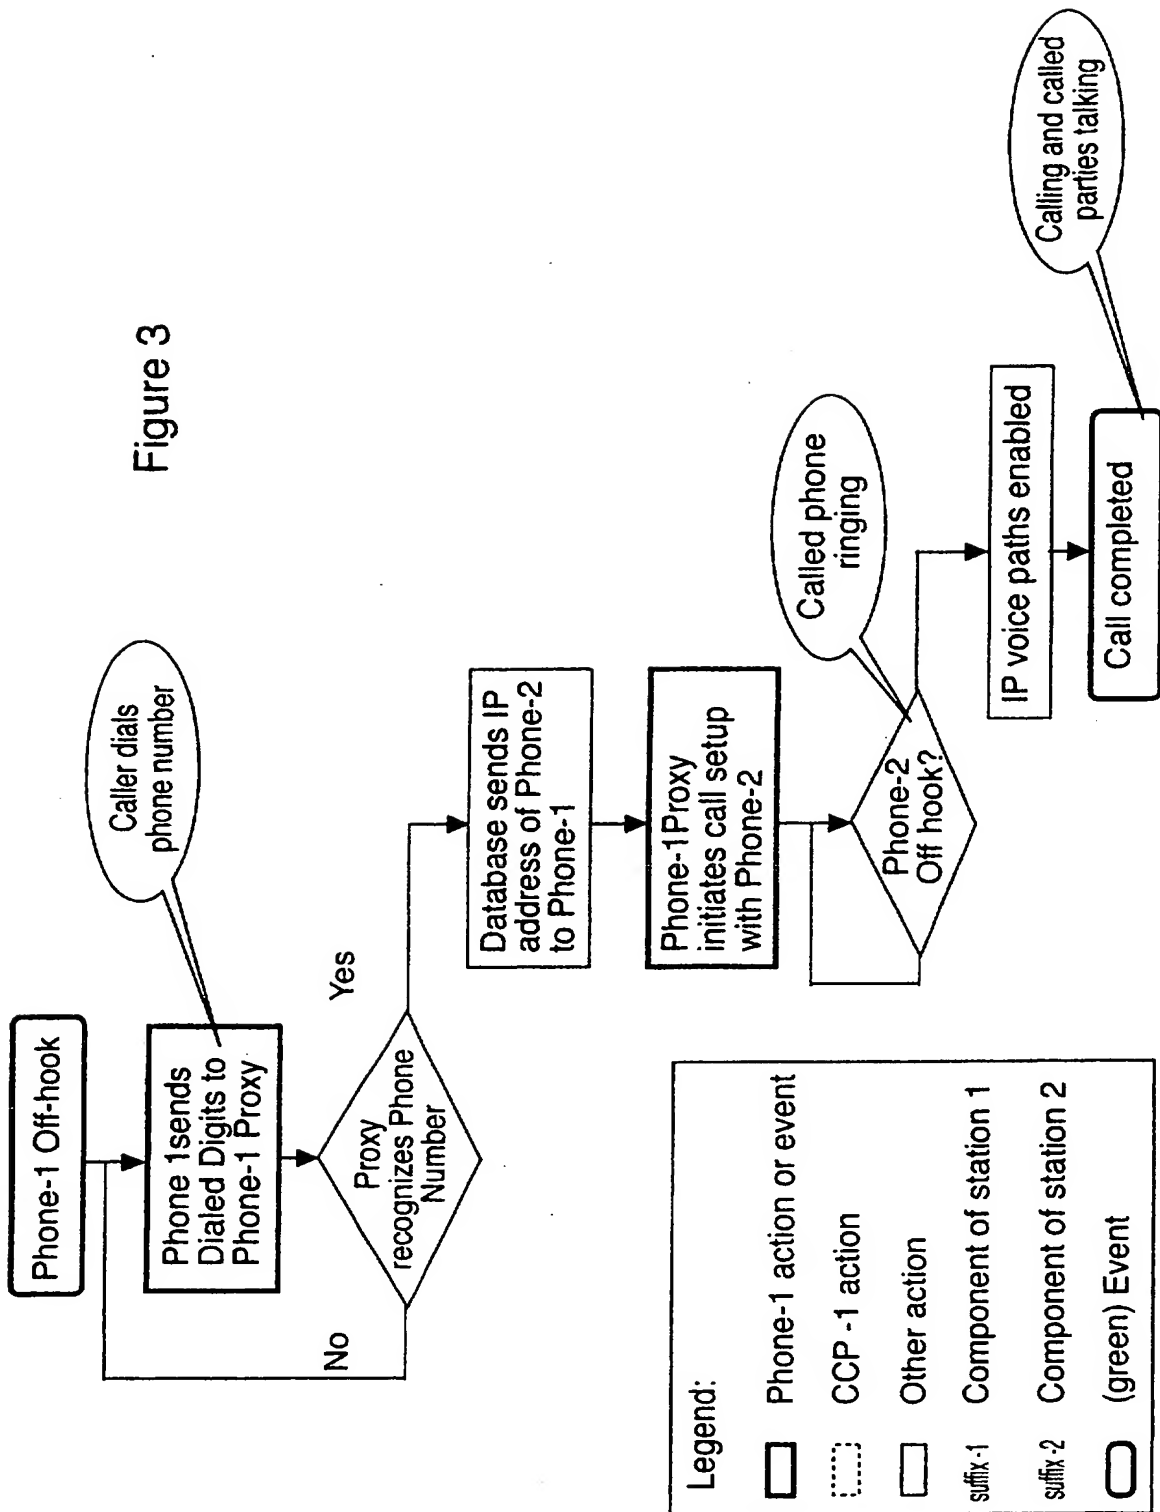 Figure 3
Phone-1 Off-hook
Caller dials
phone number
Phone 1sends
Dialed Digits to
Phone-1 Proxy
Proxy
recognizes Phone
Number
No
Yes
Database sends IP
address of Phone-2
to Phone-1
Phone-1Proxy
initiates call setup
with Phone-2
Called phone
ringing
Phone-2
Off hook?
IP voice paths enabled
Call completed
Calling and called
parties talking
Legend:
Phone-1 action or event
CCP -1 action
Other action
suffix-1 Component of station 1
suffix-2 Component of station 2
(green) Event